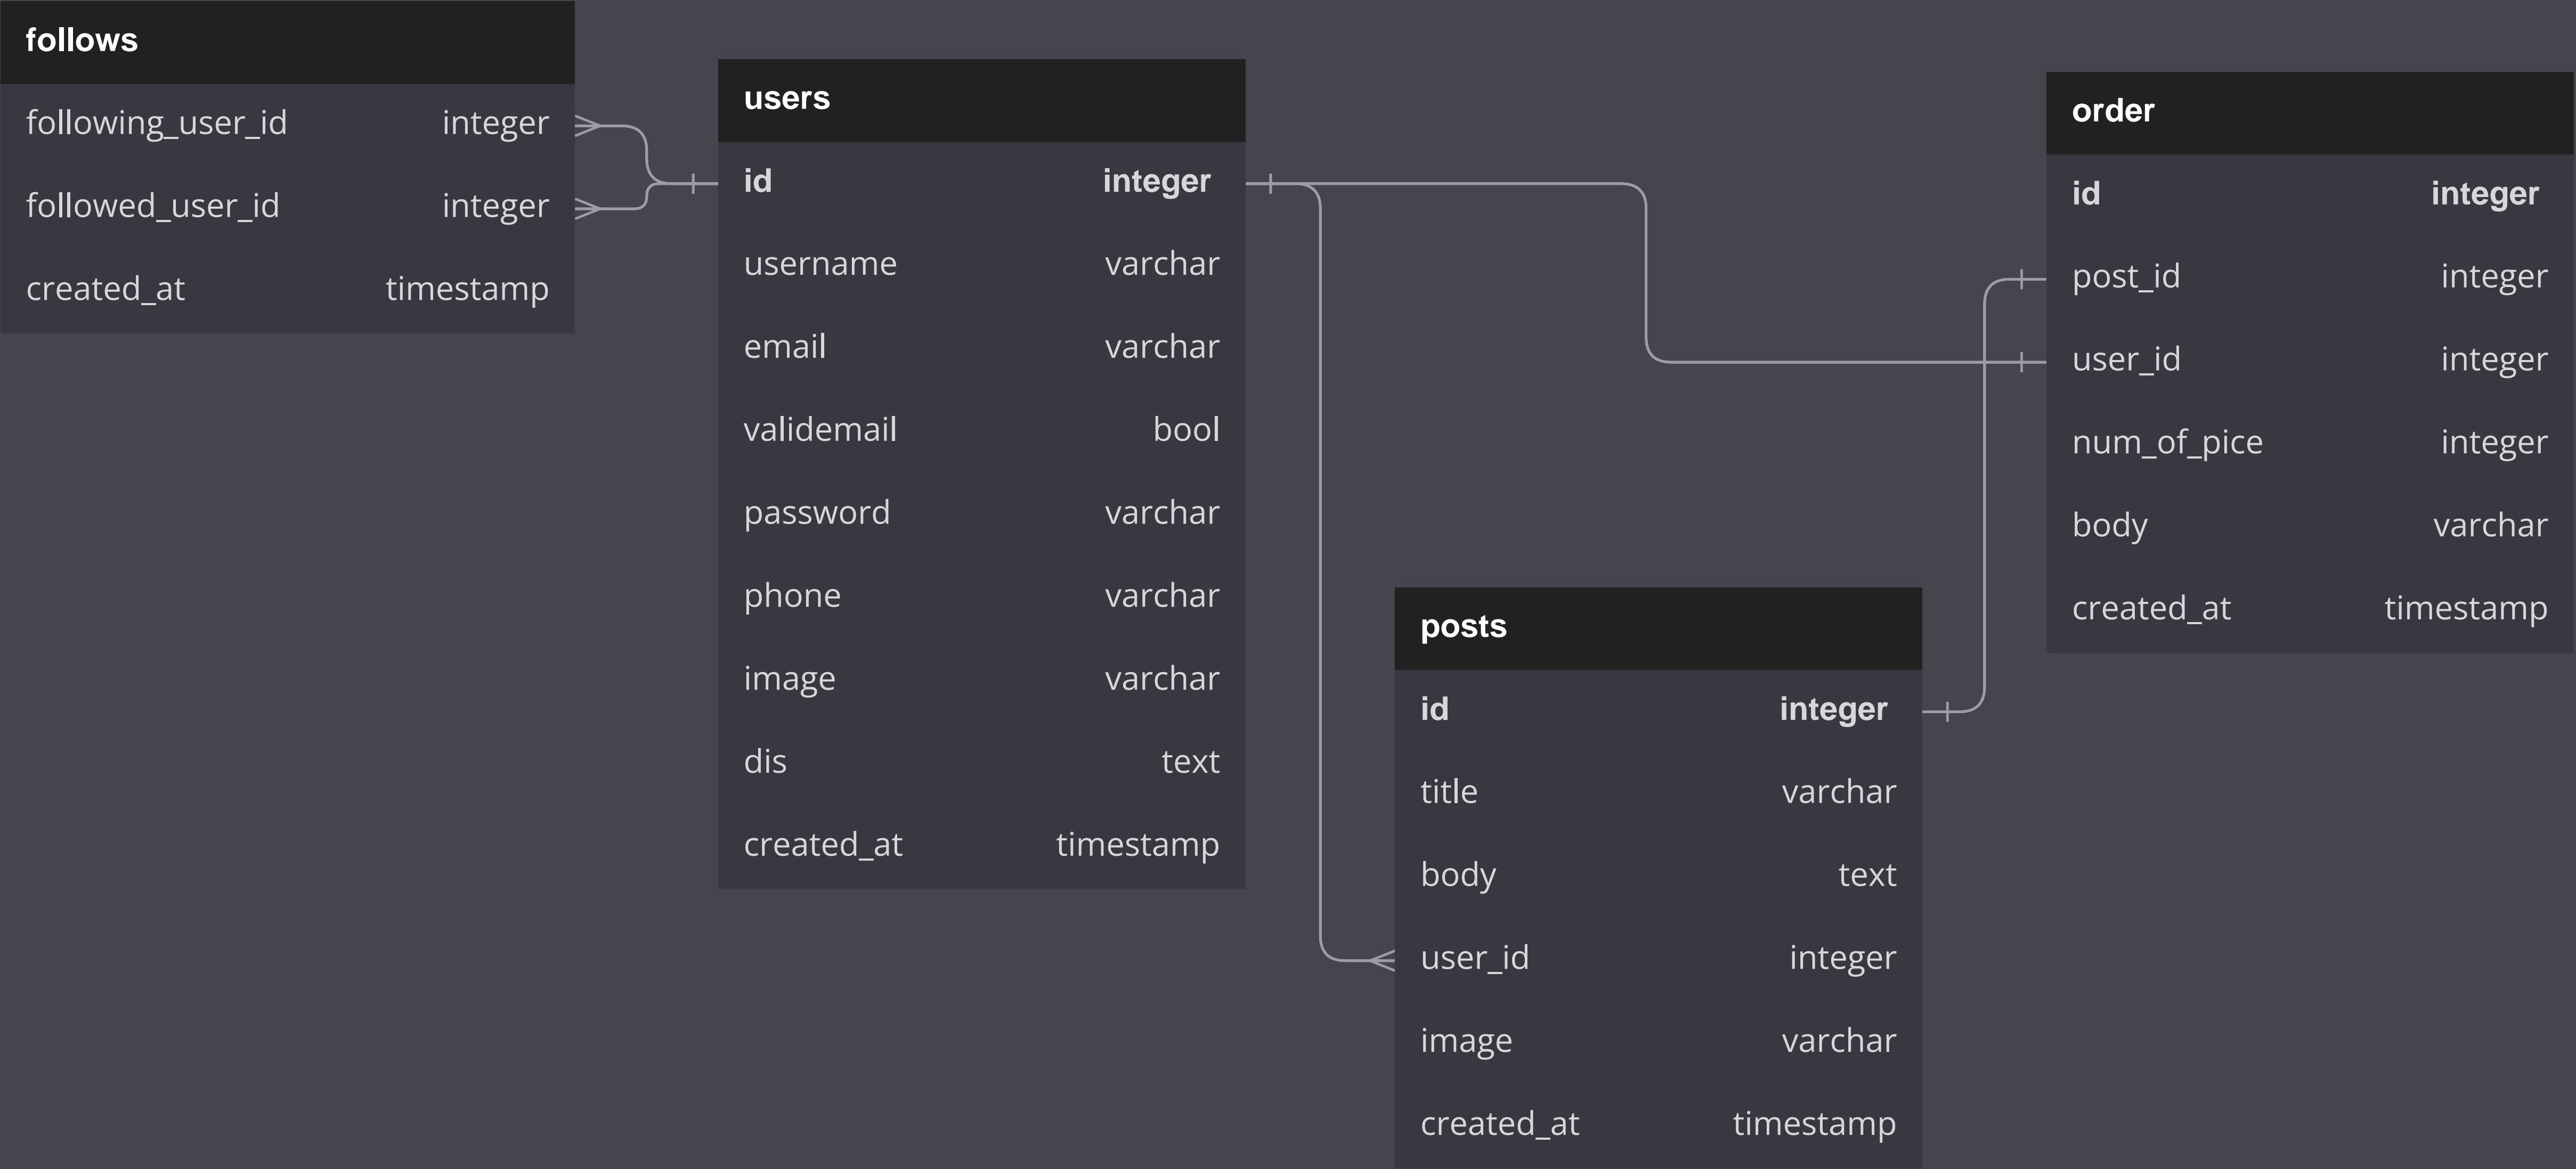 follows
following_user_id integer
followed_user_id integer
created_at timestamp
users
id integer
username varchar
email varchar
validemail bool
password varchar
phone varchar
image varchar
dis text
created_at timestamp
order
id integer
post_id integer
user_id integer
num_of_pice integer
body varchar
created_at timestamp
posts
id integer
title varchar
body text
user_id integer
image varchar
created_at timestamp